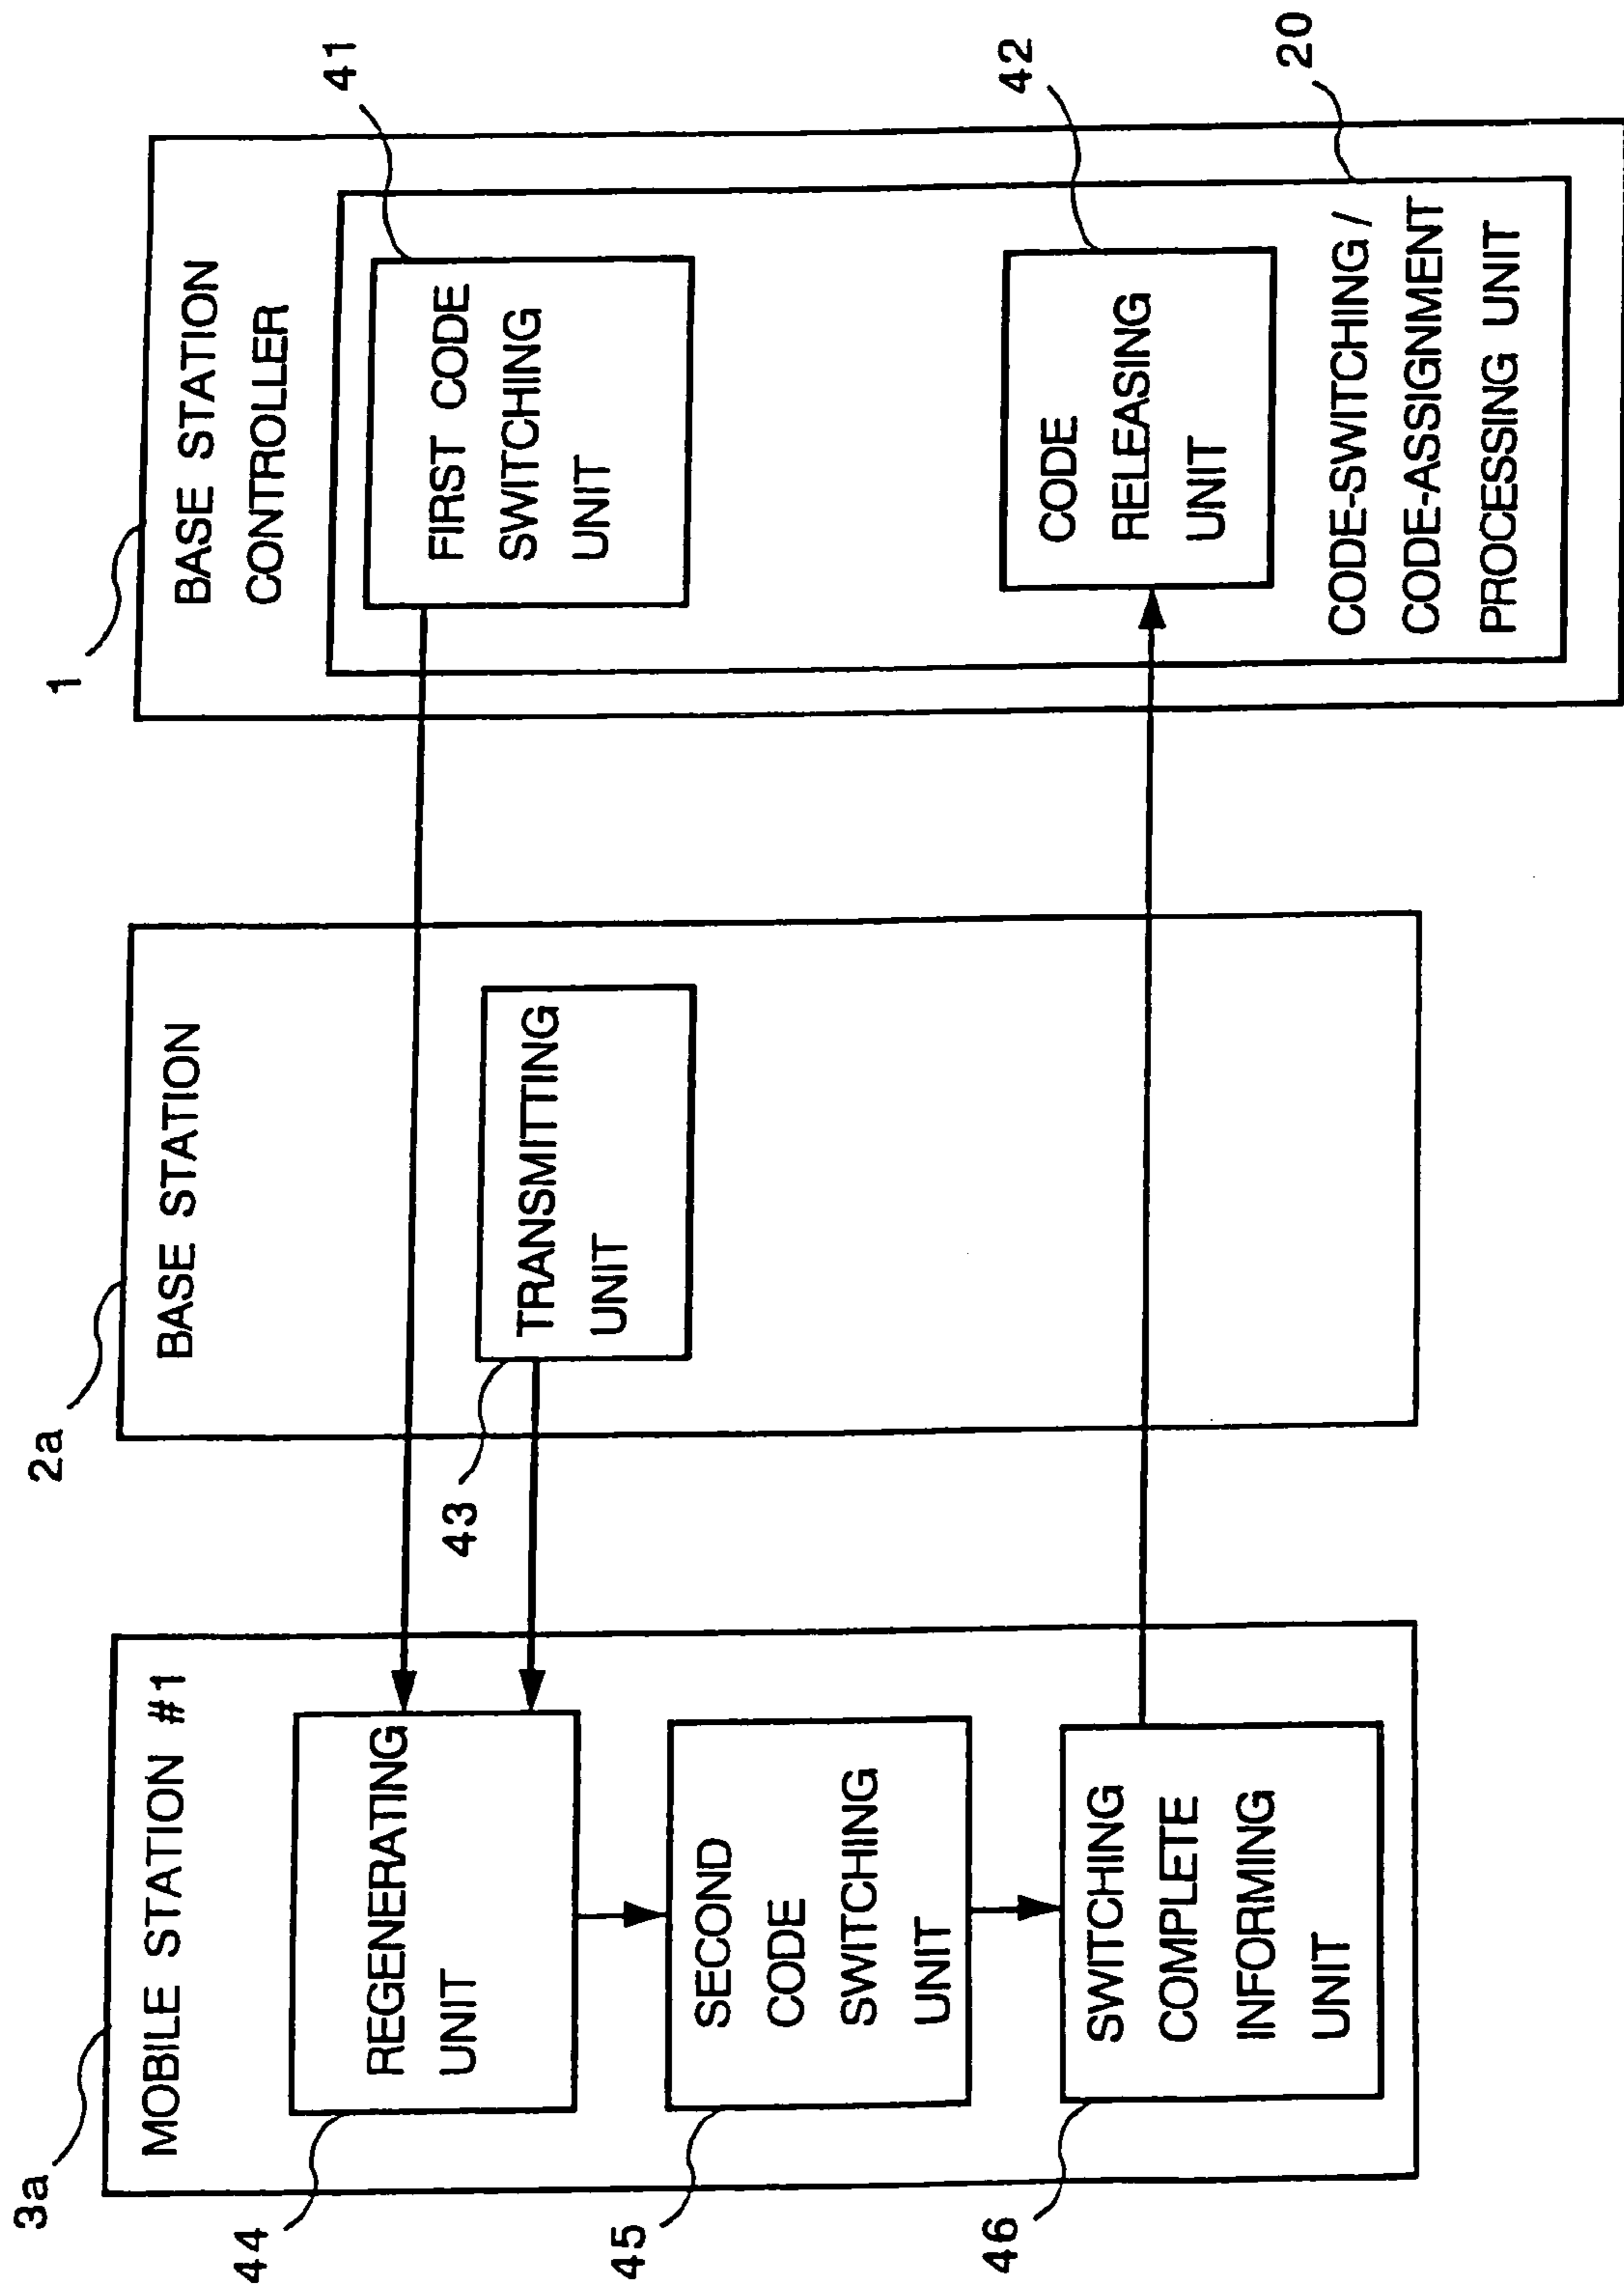 3a
MOBILE STATION #1
44
REGENERATING
UNIT
45
SECOND
CODE
SWITCHING
UNIT
46
SWITCHING
COMPLETE
INFORMING
UNIT
2a
BASE STATION
43
TRANSMITTING
UNIT
1
BASE STATION
CONTROLLER
41
FIRST CODE
SWITCHING
UNIT
42
CODE
RELEASING
UNIT
20
CODE-SWITCHING /
CODE-ASSIGNMENT
PROCESSING UNIT